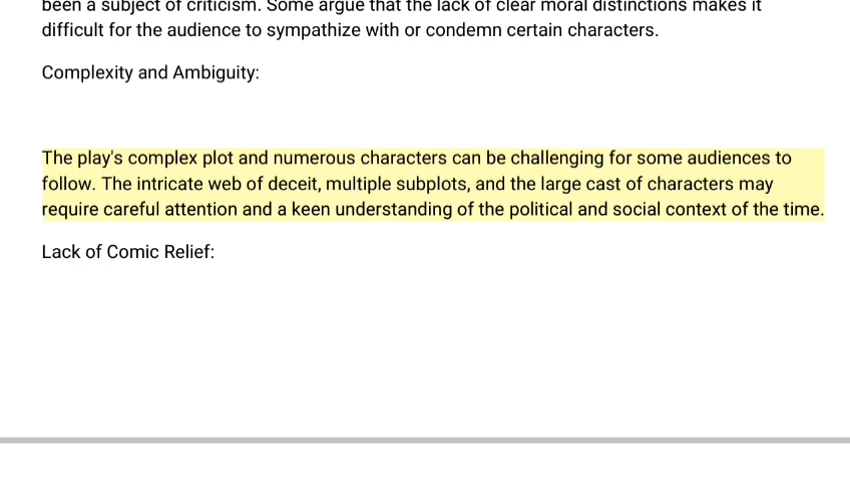 been a subject of criticism. Some argue that the lack of clear moral distinctions makes it
difficult for the audience to sympathize with or condemn certain characters.
Complexity and Ambiguity:
The play's complex plot and numerous characters can be challenging for some audiences to
follow. The intricate web of deceit, multiple subplots, and the large cast of characters may
require careful attention and a keen understanding of the political and social context of the time.
Lack of Comic Relief: